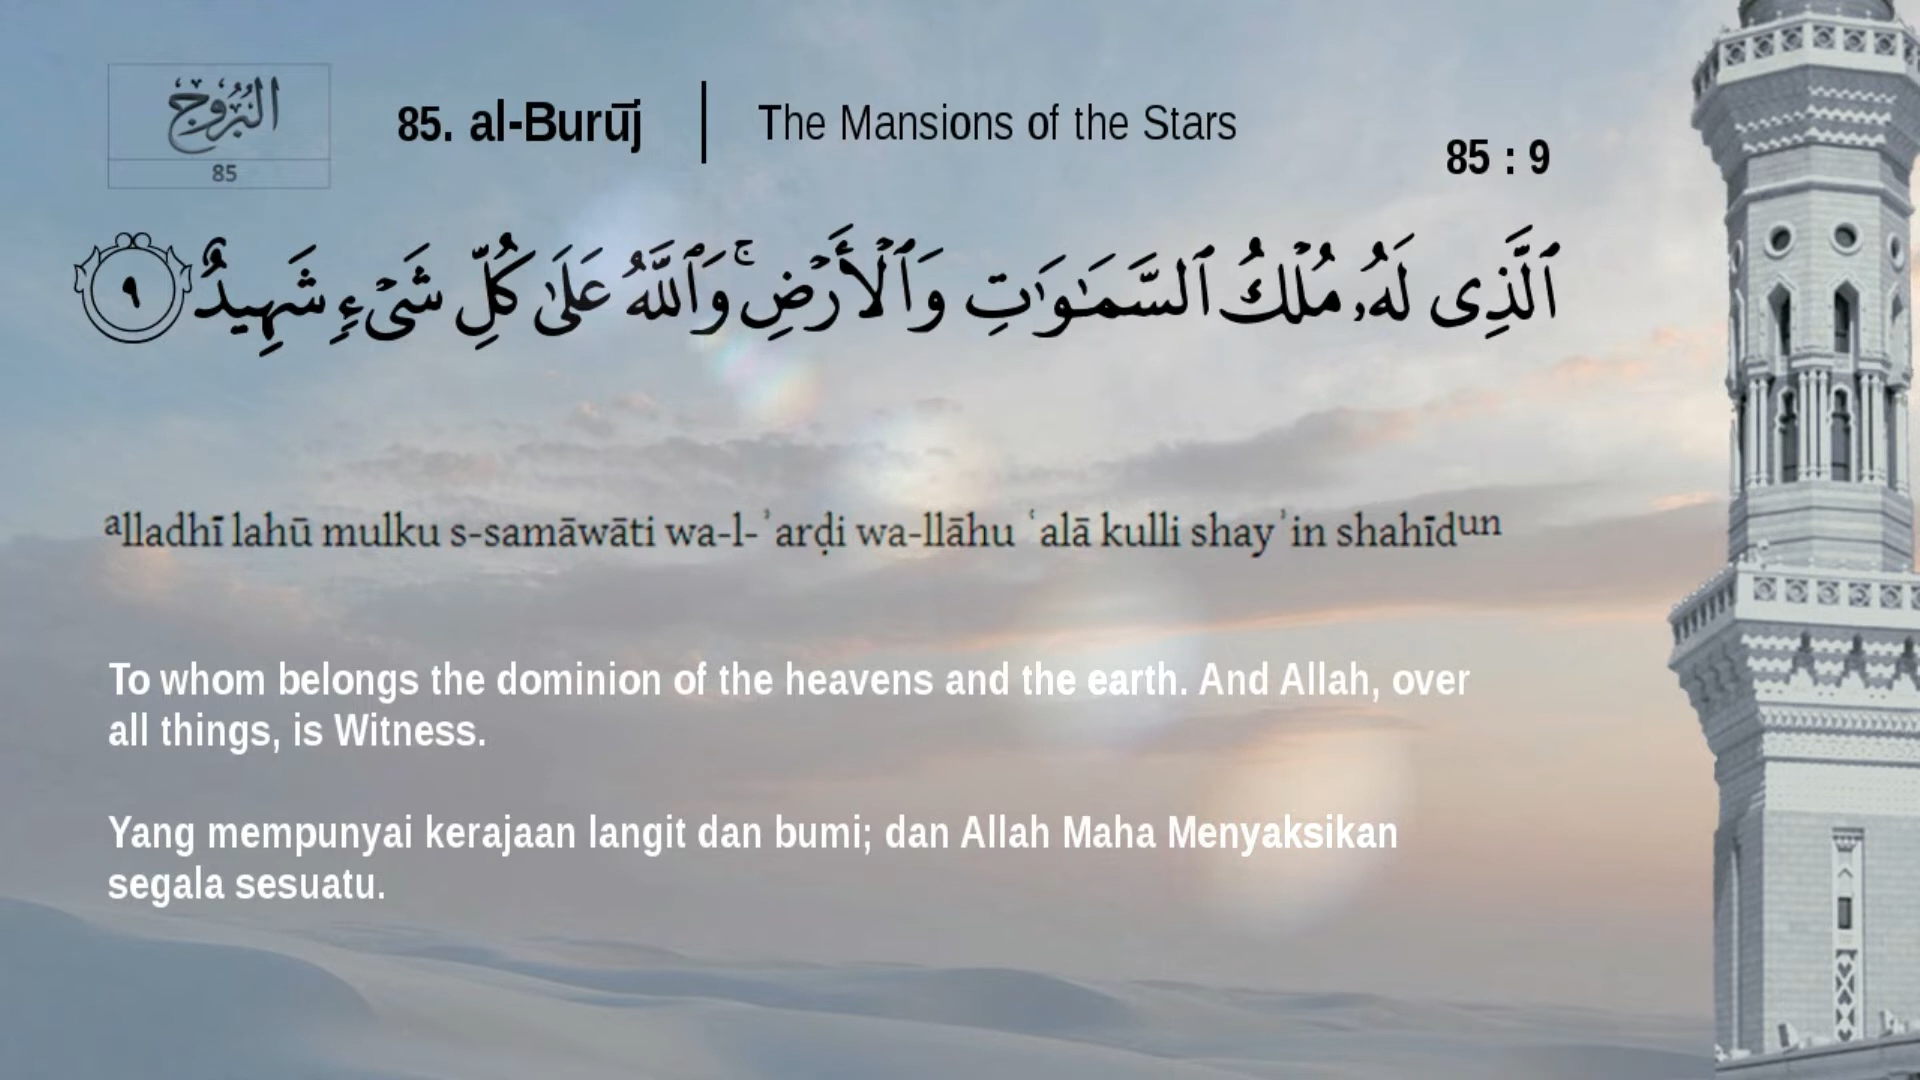 البروج
85
85. al-Burūj | The Mansions of the Stars
85 : 9
ٱلَّذِى لَهُۥ مُلْكُ ٱلسَّمَـٰوَٰتِ وَٱلْأَرْضِ ۚ وَٱللَّهُ عَلَىٰ كُلِّ شَىْءٍ شَهِيدٌ ٩
alladhī lahū mulku s-samāwāti wa-l-ʾarḍi wa-llāhu ʿalā kulli shayʾin shahīdun
To whom belongs the dominion of the heavens and the earth. And Allah, over
all things, is Witness.
Yang mempunyai kerajaan langit dan bumi; dan Allah Maha Menyaksikan
segala sesuatu.